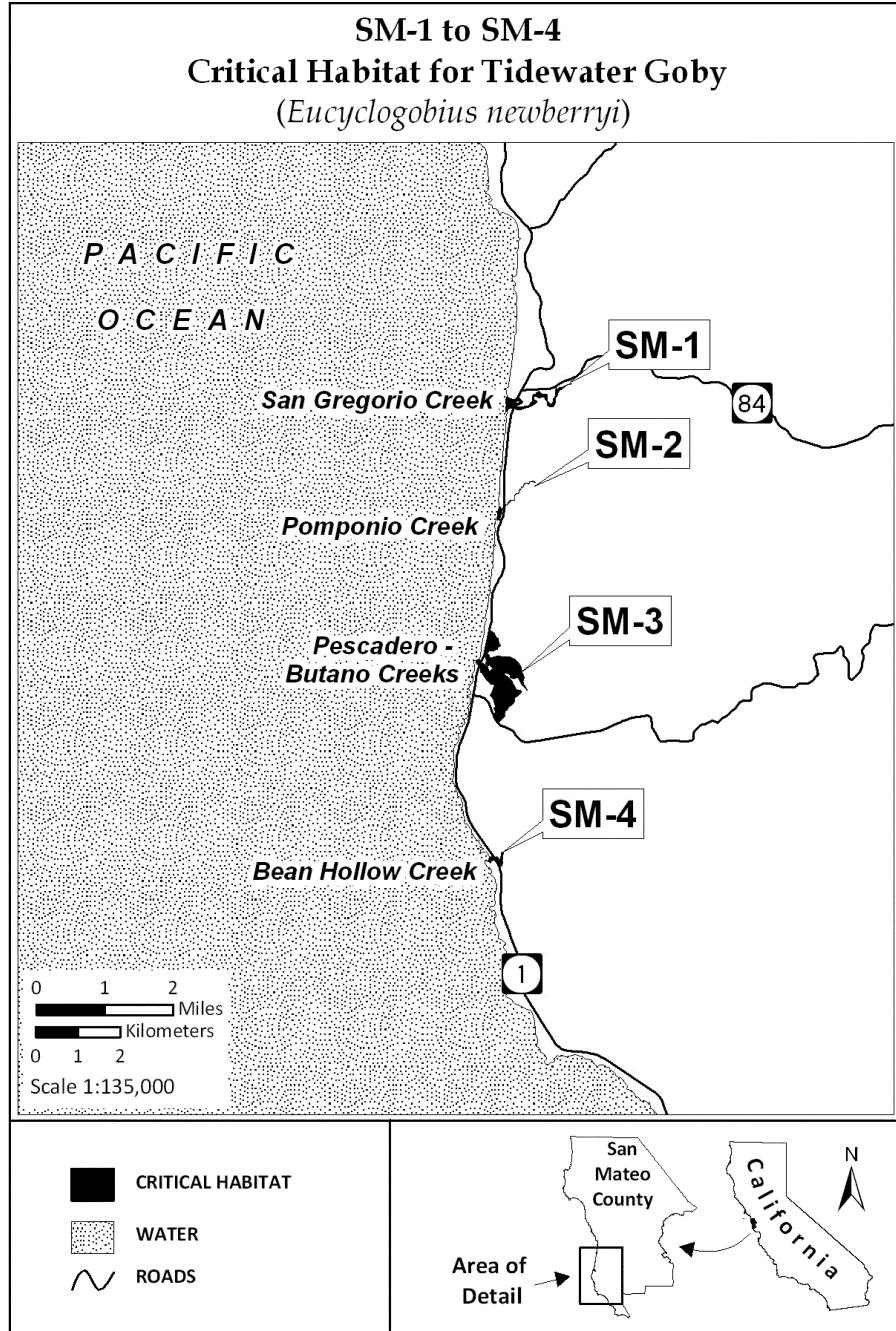 SM-1 to SM-4
Critical Habitat for Tidewater Goby
(Eucyclogobius newberryi)
PACIFIC
OCEAN
SM-1
San Gregorio Creek
84
SM-2
Pomponio Creek
SM-3
Pescadero -
Butano Creeks
SM-4
Bean Hollow Creek
1
0 1 2
Miles
Kilometers
0 1 2
Scale 1:135,000
CRITICAL HABITAT
WATER
ROADS
San
Mateo
County
Area of
Detail
California
N